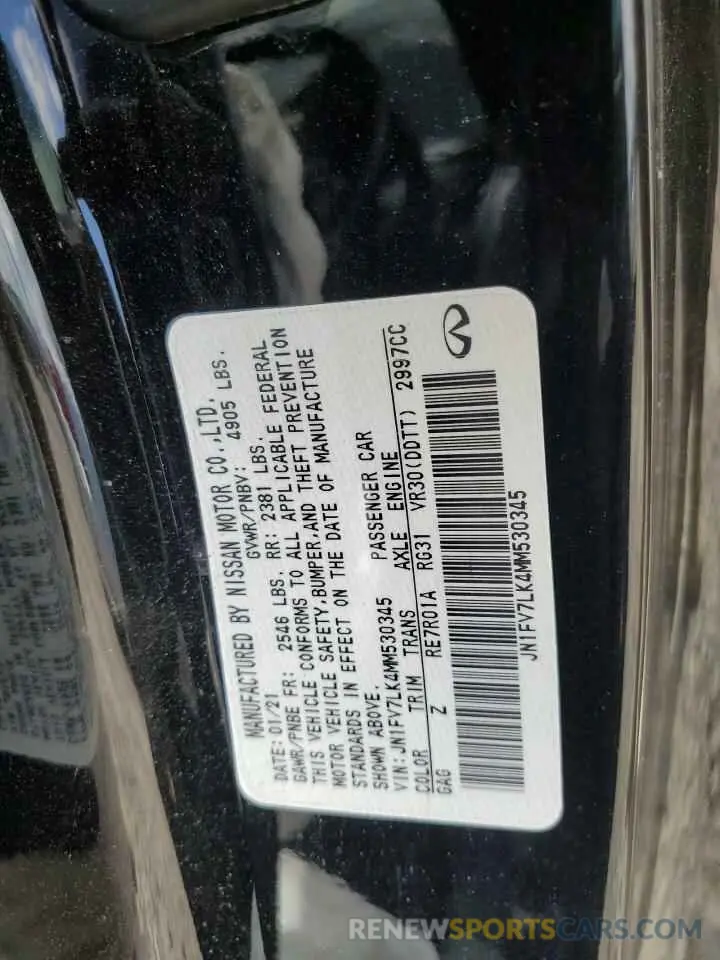 MANUFACTURED BY NISSAN MOTOR CO.,LTD.
DATE: 01/21 GVWR/PNBV: 4905 LBS.
GAWR/PNBE FR: 2546 LBS. RR: 2381 LBS.
THIS VEHICLE CONFORMS TO ALL APPLICABLE FEDERAL
MOTOR VEHICLE SAFETY,BUMPER,AND THEFT PREVENTION
STANDARDS IN EFFECT ON THE DATE OF MANUFACTURE
SHOWN ABOVE.
VIN:JN1FV7LK4MM530345 PASSENGER CAR
COLOR TRIM TRANS AXLE ENGINE
GAG Z RE7R01A RG31 VR30(DDTT) 2997CC
JN1FV7LK4MM530345
RENEWSPORTSCARS.COM